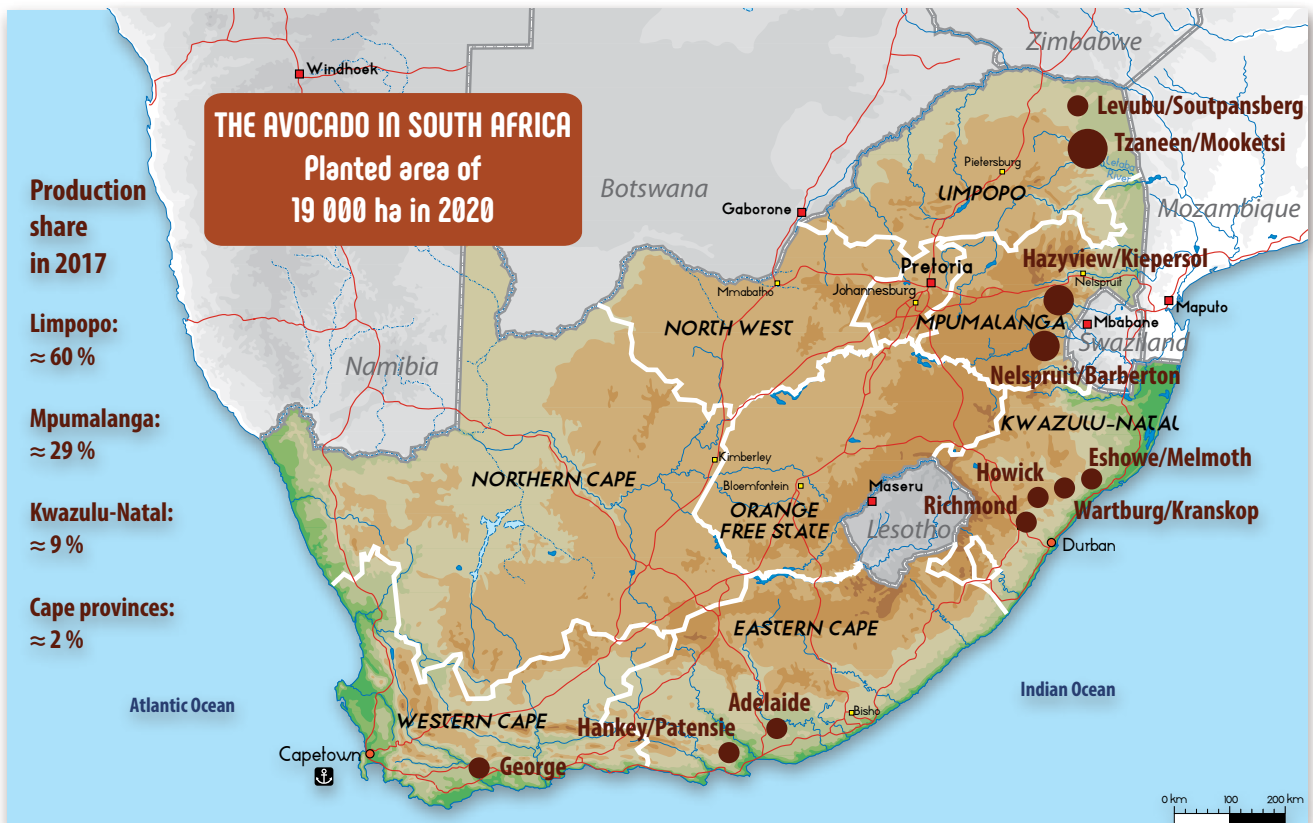 THE AVOCADO IN SOUTH AFRICA
Planted area of
19 000 ha in 2020
Production
share
in 2017
Limpopo:
≈ 60 %
Mpumalanga:
≈ 29 %
Kwazulu-Natal:
≈ 9 %
Cape provinces:
≈ 2 %
Zimbabwe
Windhoek
Levubu/Soutpansberg
Tzaneen/Mooketsi
Letaba
River
Pietersburg
LIMPOPO
Botswana
Gaborone
Mozambique
Hazyview/Kiepersol
Pretoria
Nelspruit
Mmabatho
Johannesburg
Maputo
NORTH WEST
MPUMALANGA
Mbabane
Swaziland
Namibia
Nelspruit/Barberton
KWAZULU-NATAL
Kimberley
Eshowe/Melmoth
Howick
NORTHERN CAPE
Bloemfontein
Maseru
Richmond
Wartburg/Kranskop
ORANGE
FREE STATE
Lesotho
Durban
EASTERN CAPE
Indian Ocean
Atlantic Ocean
Adelaide
Bisho
WESTERN CAPE
Hankey/Patensie
Capetown
George
0 km 100 200 km